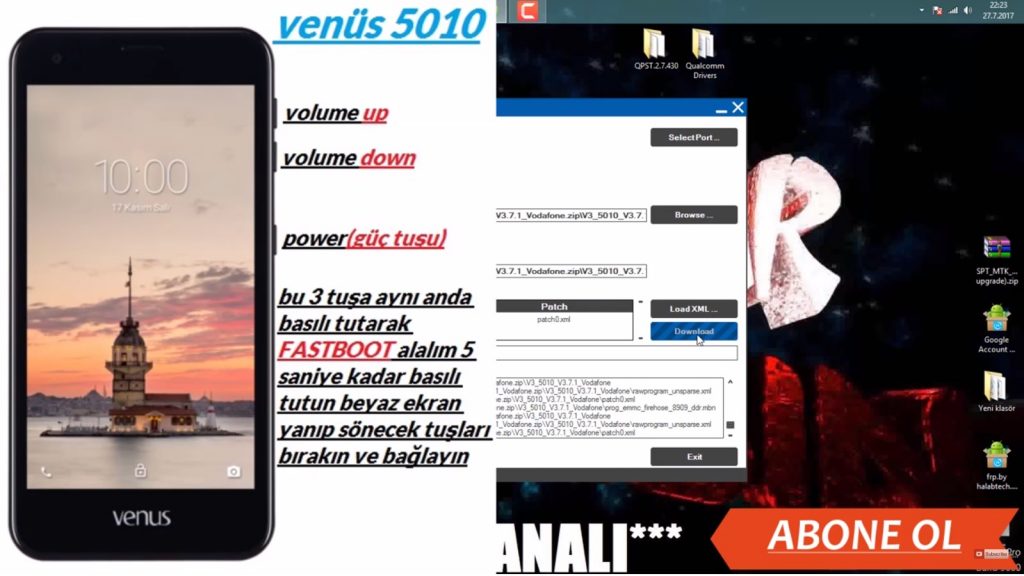 venüs 5010
volume up
volume down
power(güç tusu)
bu 3 tuşa aynı anda
basılı tutarak
FASTBOOT alalım 5
saniye kadar basılı
tutun beyaz ekran
yanıp sönecek tuşları
bırakın ve bağlayın
10:00
17 Kasım Salı
venus
22:23
27.7.2017
QPST.2.7.430
Qualcomm
Drivers
Select Port ...
V3.7.1_Vodafone.zip\V3_5010_V3.7.
Browse ...
V3.7.1_Vodafone.zip\V3_5010_V3.7.
Patch
patch0.xml
Load XML ...
Download
afone.zip\V3_5010_V3.7.1_Vodafone
1_Vodafone.zip\V3_5010_V3.7.1_Vodafone\rawprogram_unsparse.xml
1_Vodafone.zip\V3_5010_V3.7.1_Vodafone\patch0.xml
ne.zip\V3_5010_V3.7.1_Vodafone\prog_emmc_firehose_8909_ddr.mbn
afone.zip\V3_5010_V3.7.1_Vodafone
1_Vodafone.zip\V3_5010_V3.7.1_Vodafone\rawprogram_unsparse.xml
1_Vodafone.zip\V3_5010_V3.7.1_Vodafone\patch0.xml
Exit
SPT_MTK_...
upgrade).zip
Google
Account ...
Yeni klasör
frp.by
halabtech....
R
ANALI***
ABONE OL
Subscribe